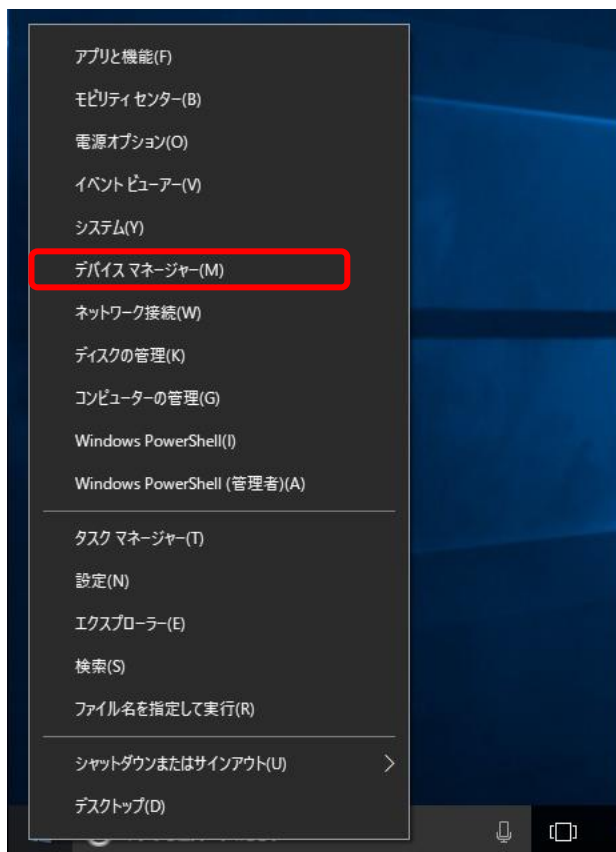 アプリと機能(F)
モビリティ センター(B)
電源オプション(O)
イベント ビューアー(V)
システム(Y)
デバイス マネージャー(M)
ネットワーク接続(W)
ディスクの管理(K)
コンピューターの管理(G)
Windows PowerShell(I)
Windows PowerShell (管理者)(A)
タスク マネージャー(T)
設定(N)
エクスプローラー(E)
検索(S)
ファイル名を指定して実行(R)
シャットダウンまたはサインアウト(U)
デスクトップ(D)